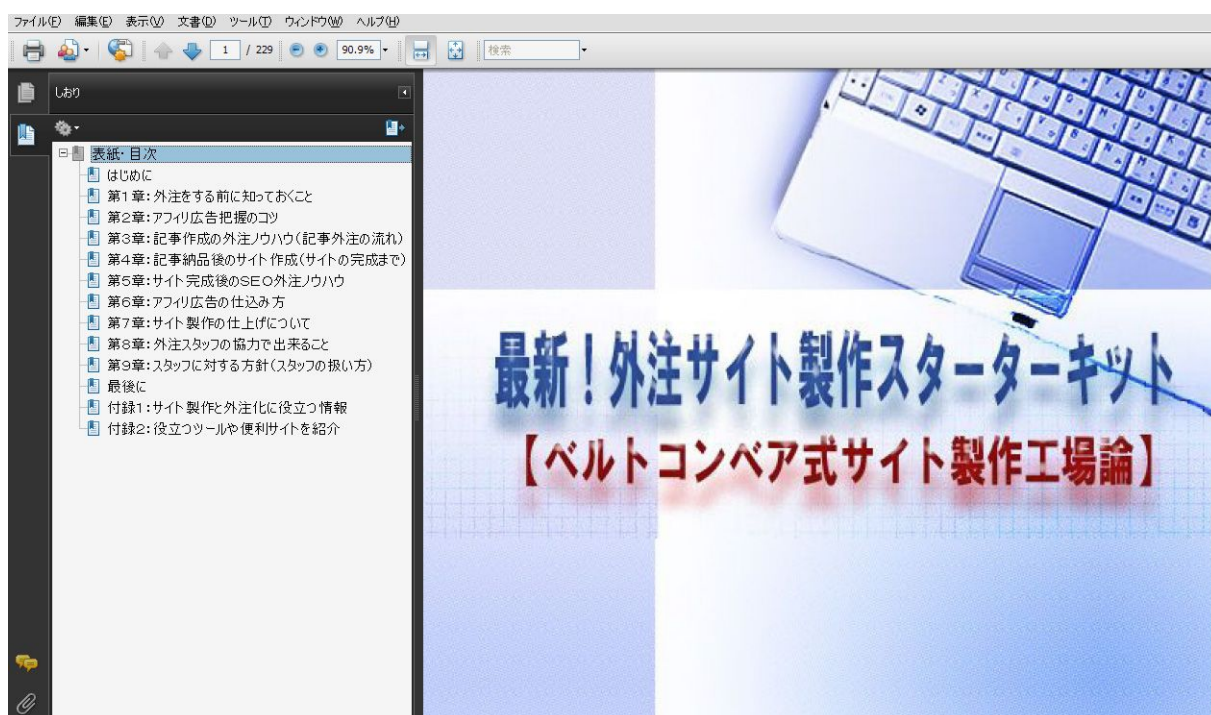 ファイル(F) 編集(E) 表示(V) 文書(D) ツール(T) ウィンドウ(W) ヘルプ(H)
1 / 229 90.9% 検索
しおり
表紙・目次
はじめに
第1章：外注をする前に知っておくこと
第2章：アフィリ広告把握のコツ
第3章：記事作成の外注ノウハウ（記事外注の流れ）
第4章：記事納品後のサイト作成（サイトの完成まで）
第5章：サイト完成後のSEO外注ノウハウ
第6章：アフィリ広告の仕込み方
第7章：サイト製作の仕上げについて
第8章：外注スタッフの協力で出来ること
第9章：スタッフに対する方針（スタッフの扱い方）
最後に
付録1：サイト製作と外注化に役立つ情報
付録2：役立つツールや便利サイトを紹介
最新！外注サイト製作スターターキット
【ベルトコンベア式サイト製作工場論】